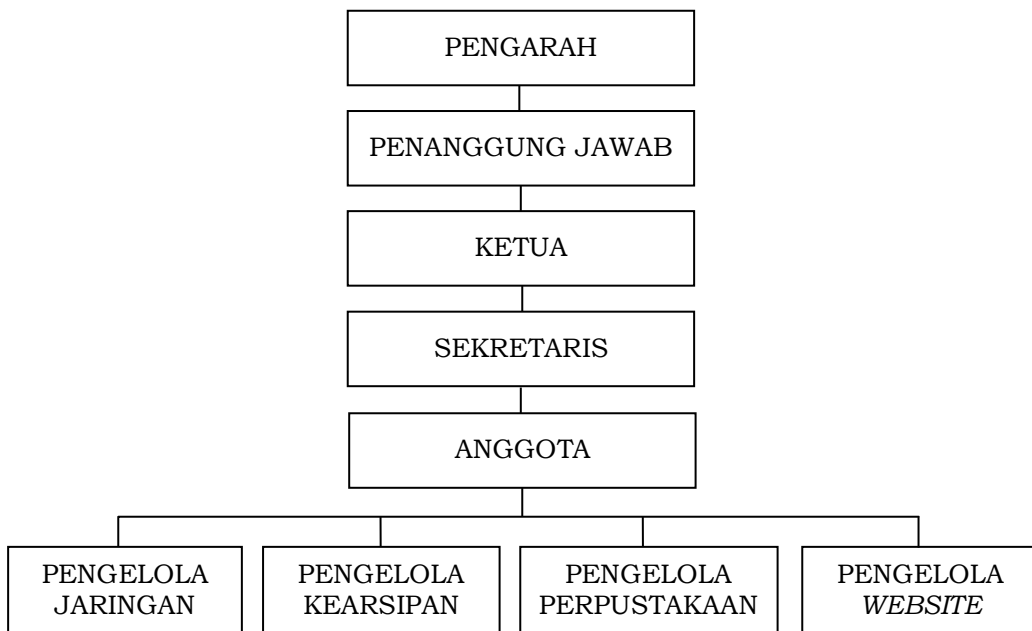 PENGARAH
PENANGGUNG JAWAB
KETUA
SEKRETARIS
ANGGOTA
PENGELOLA
JARINGAN
PENGELOLA
KEARSIPAN
PENGELOLA
PERPUSTAKAAN
PENGELOLA
WEBSITE